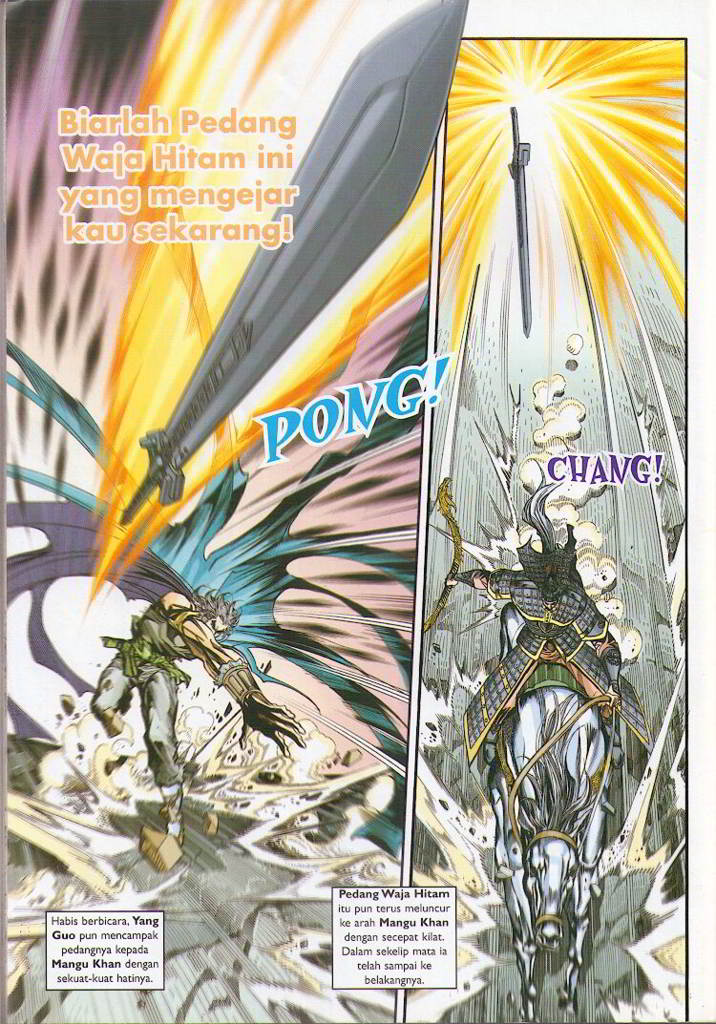 Biarlah Pedang
Waja Hitam ini
yang mengejar
kau sekarang!
PONG!
Habis berbicara, Yang
Guo pun mencampak
pedangnya kepada
Mangu Khan dengan
sekuat-kuat hatinya.
CHANG!
Pedang Waja Hitam
itu pun terus meluncur
ke arah Mangu Khan
dengan secepat kilat.
Dalam sekelip mata ia
telah sampai ke
belakangnya.